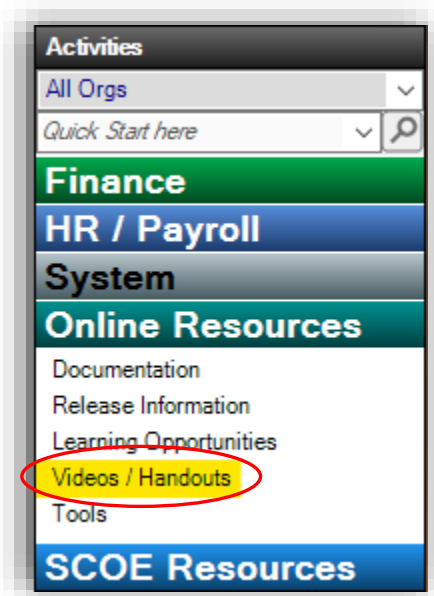 Activities
All Orgs
Quick Start here
Finance
HR / Payroll
System
Online Resources
Documentation
Release Information
Learning Opportunities
Videos / Handouts
Tools
SCOE Resources